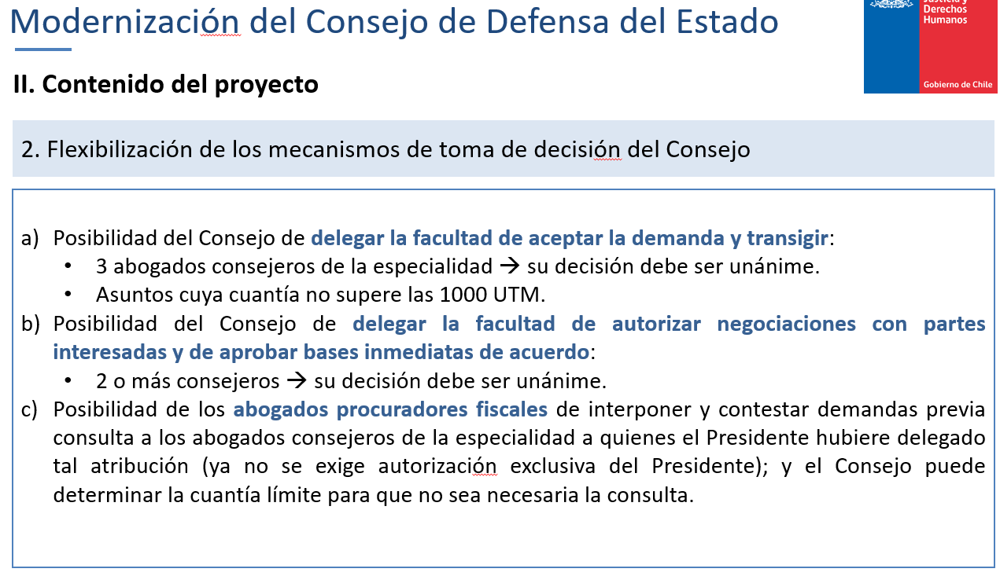 Modernización del Consejo de Defensa del Estado
Justicia y
Derechos
Humanos
Gobierno de Chile
II. Contenido del proyecto
2. Flexibilización de los mecanismos de toma de decisión del Consejo
a) Posibilidad del Consejo de delegar la facultad de aceptar la demanda y transigir:
• 3 abogados consejeros de la especialidad → su decisión debe ser unánime.
• Asuntos cuya cuantía no supere las 1000 UTM.
b) Posibilidad del Consejo de delegar la facultad de autorizar negociaciones con partes
interesadas y de aprobar bases inmediatas de acuerdo:
• 2 o más consejeros → su decisión debe ser unánime.
c) Posibilidad de los abogados procuradores fiscales de interponer y contestar demandas previa
consulta a los abogados consejeros de la especialidad a quienes el Presidente hubiere delegado
tal atribución (ya no se exige autorización exclusiva del Presidente); y el Consejo puede
determinar la cuantía límite para que no sea necesaria la consulta.